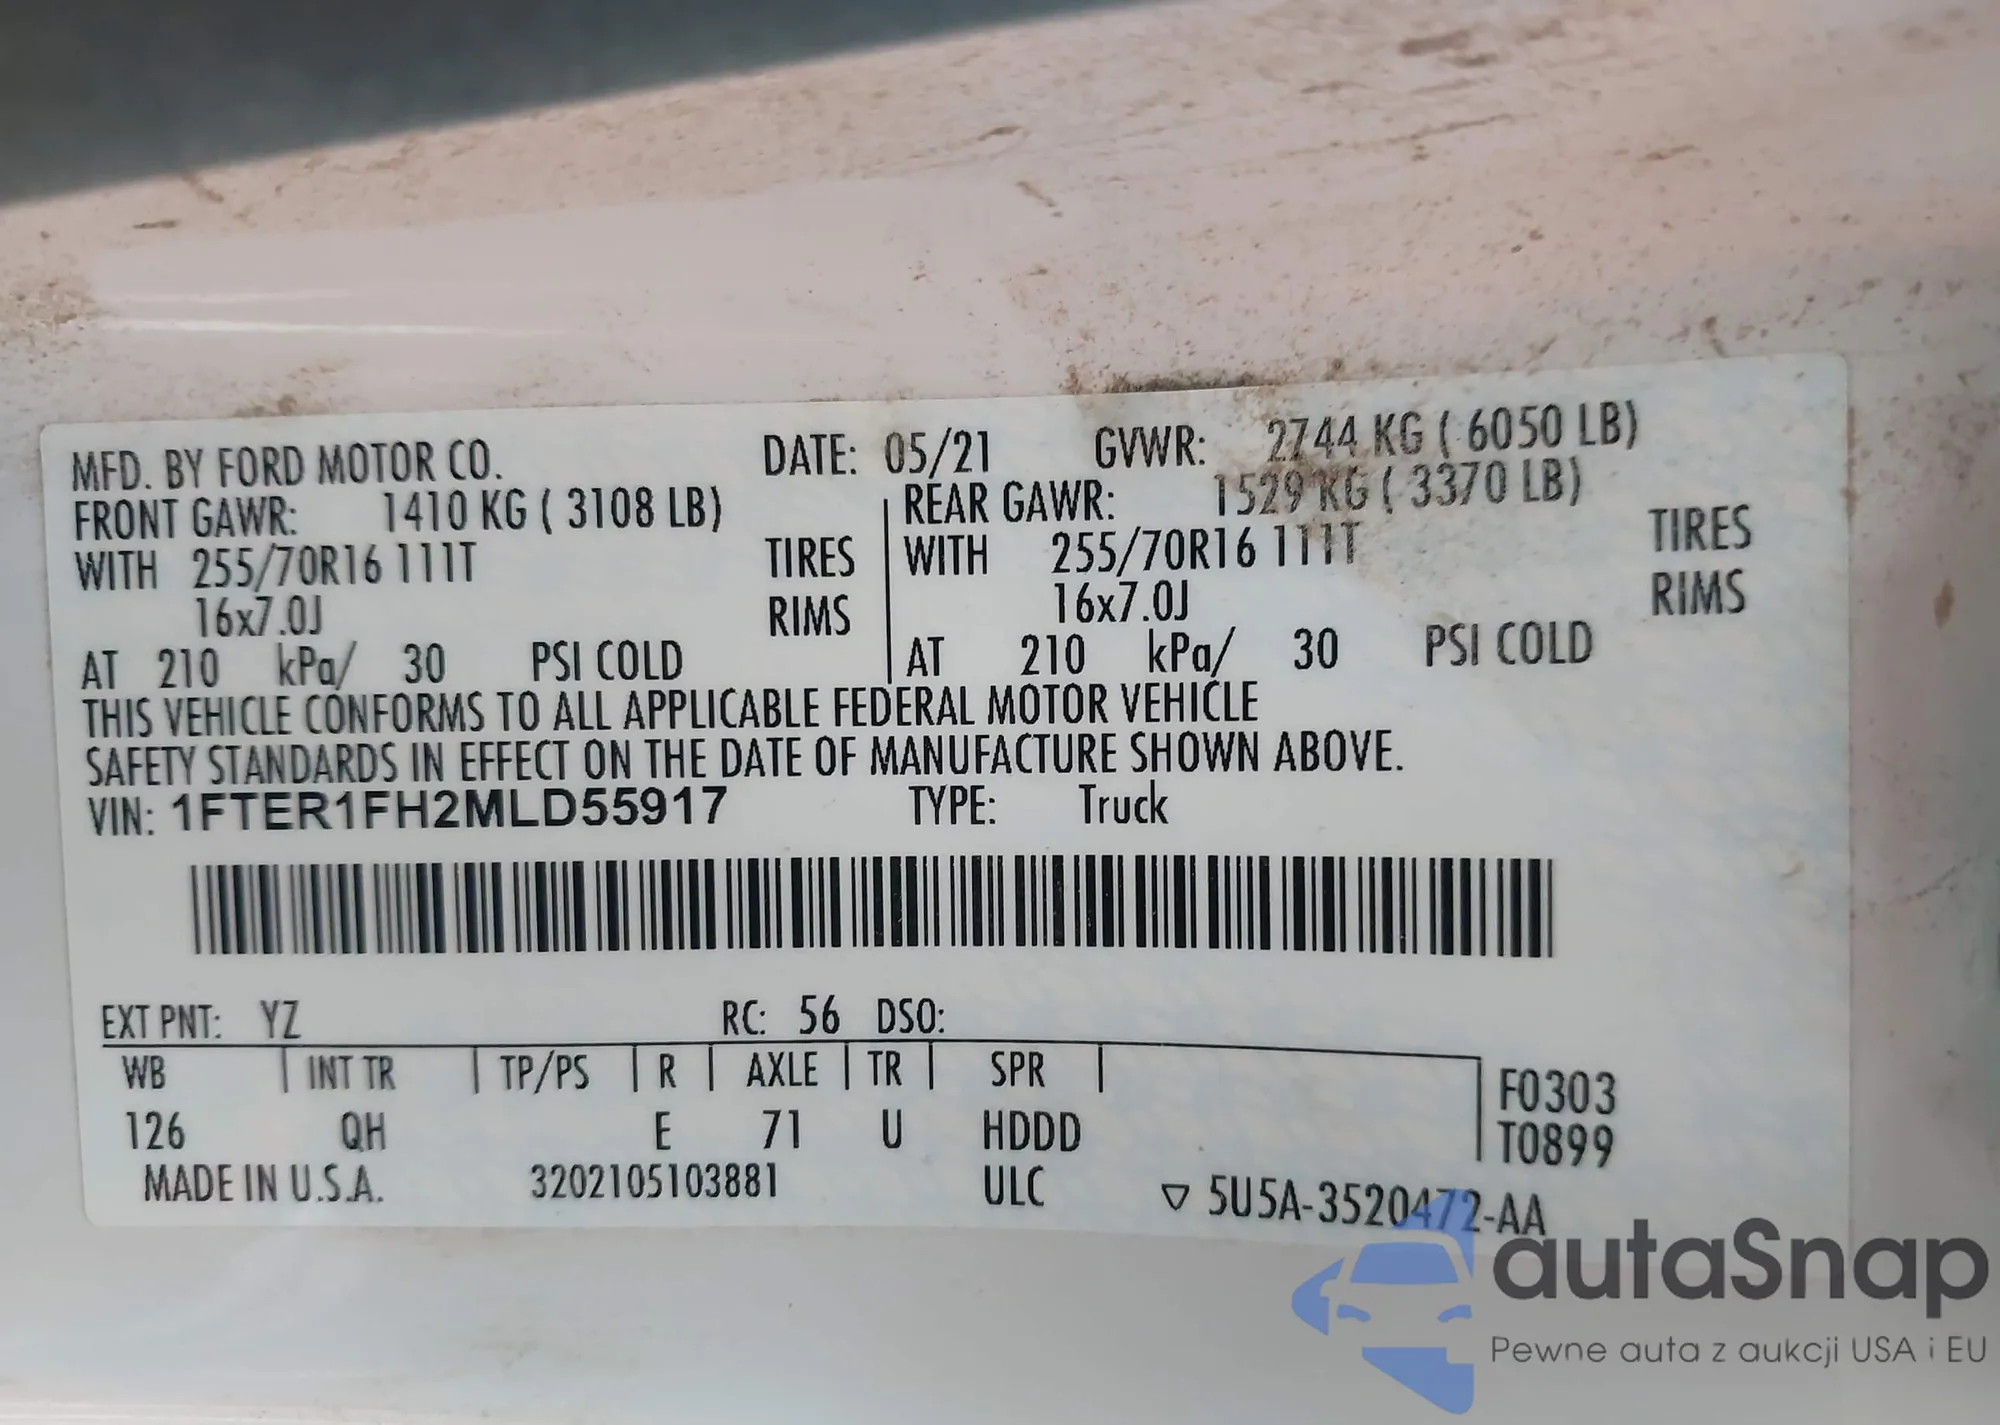 MFD. BY FORD MOTOR CO. DATE: 05/21 GVWR: 2744 KG ( 6050 LB)
FRONT GAWR: 1410 KG ( 3108 LB) REAR GAWR: 1529 KG ( 3370 LB)
WITH 255/70R16 111T TIRES WITH 255/70R16 111T TIRES
16x7.0J RIMS 16x7.0J RIMS
AT 210 kPa/ 30 PSI COLD AT 210 kPa/ 30 PSI COLD
THIS VEHICLE CONFORMS TO ALL APPLICABLE FEDERAL MOTOR VEHICLE
SAFETY STANDARDS IN EFFECT ON THE DATE OF MANUFACTURE SHOWN ABOVE.
VIN: 1FTER1FH2MLD55917 TYPE: Truck
EXT PNT: YZ RC: 56 DSO:
WB INT TR TP/PS R AXLE TR SPR F0303
126 QH E 71 U HDDD T0899
MADE IN U.S.A. 3202105103881 ULC ▽ 5U5A-3520472-AA
autaSnap
Pewne auta z aukcji USA i EU